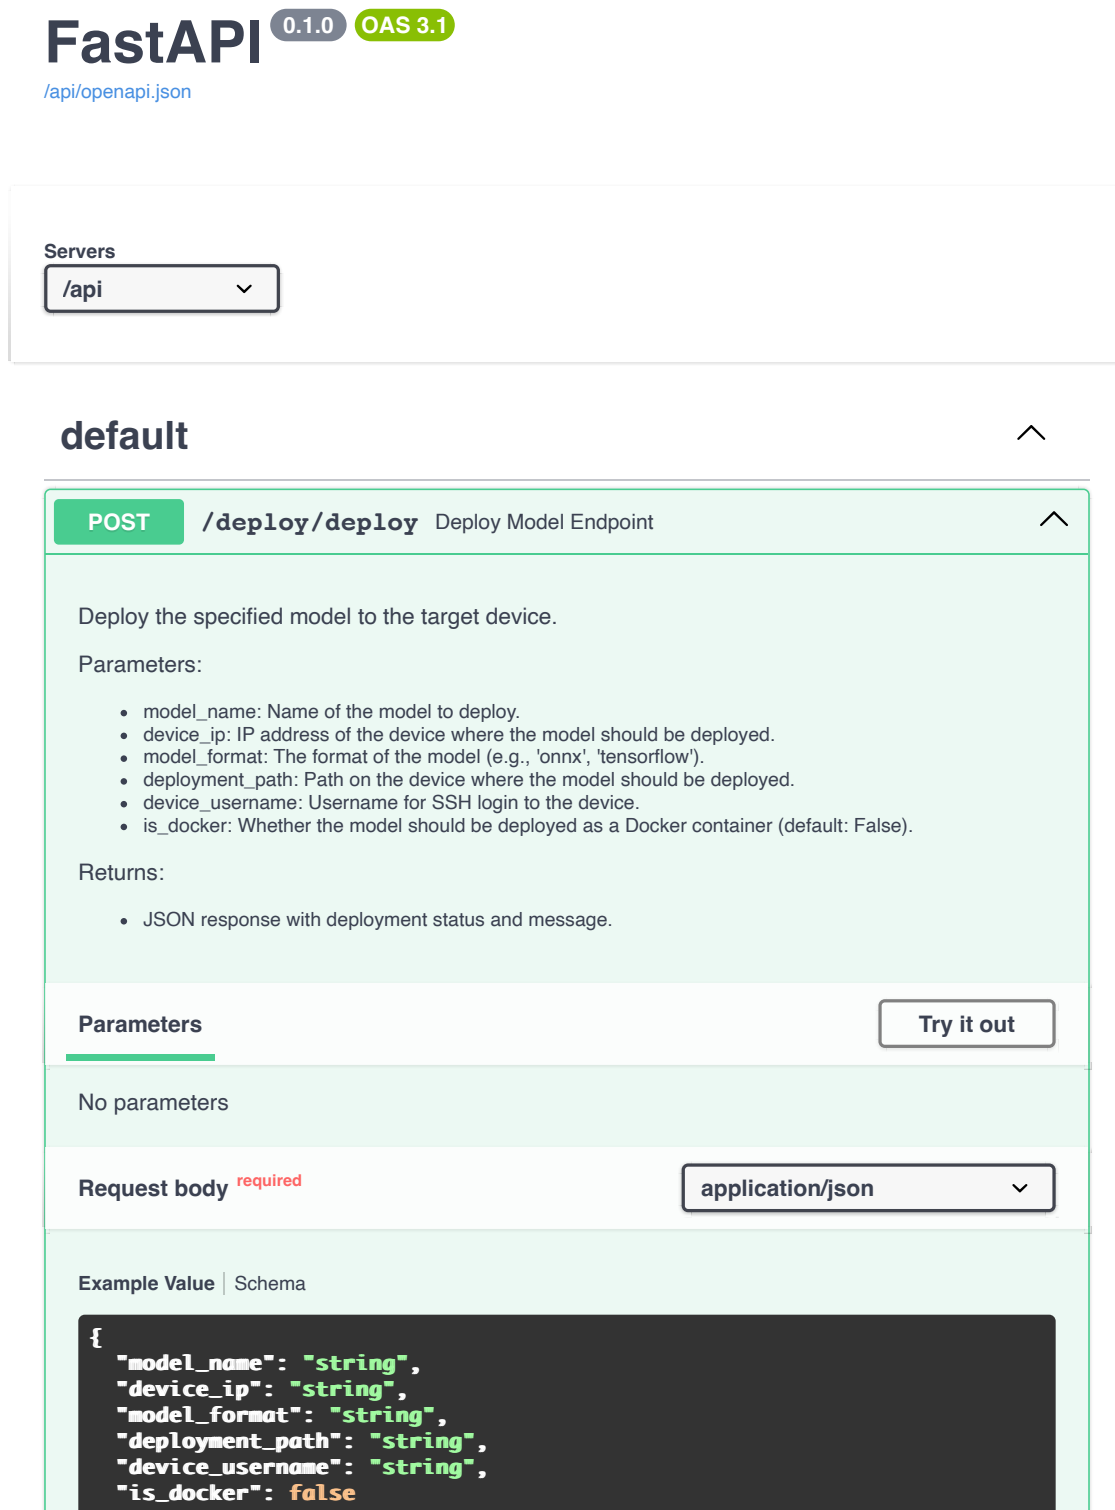 FastAPI 0.1.0 OAS 3.1
/api/openapi.json
Servers
/api
default
POST /deploy/deploy Deploy Model Endpoint
Deploy the specified model to the target device.
Parameters:
• model_name: Name of the model to deploy.
• device_ip: IP address of the device where the model should be deployed.
• model_format: The format of the model (e.g., 'onnx', 'tensorflow').
• deployment_path: Path on the device where the model should be deployed.
• device_username: Username for SSH login to the device.
• is_docker: Whether the model should be deployed as a Docker container (default: False).
Returns:
• JSON response with deployment status and message.
Parameters Try it out
No parameters
Request body required application/json
Example Value | Schema
{
  "model_name": "string",
  "device_ip": "string",
  "model_format": "string",
  "deployment_path": "string",
  "device_username": "string",
  "is_docker": false